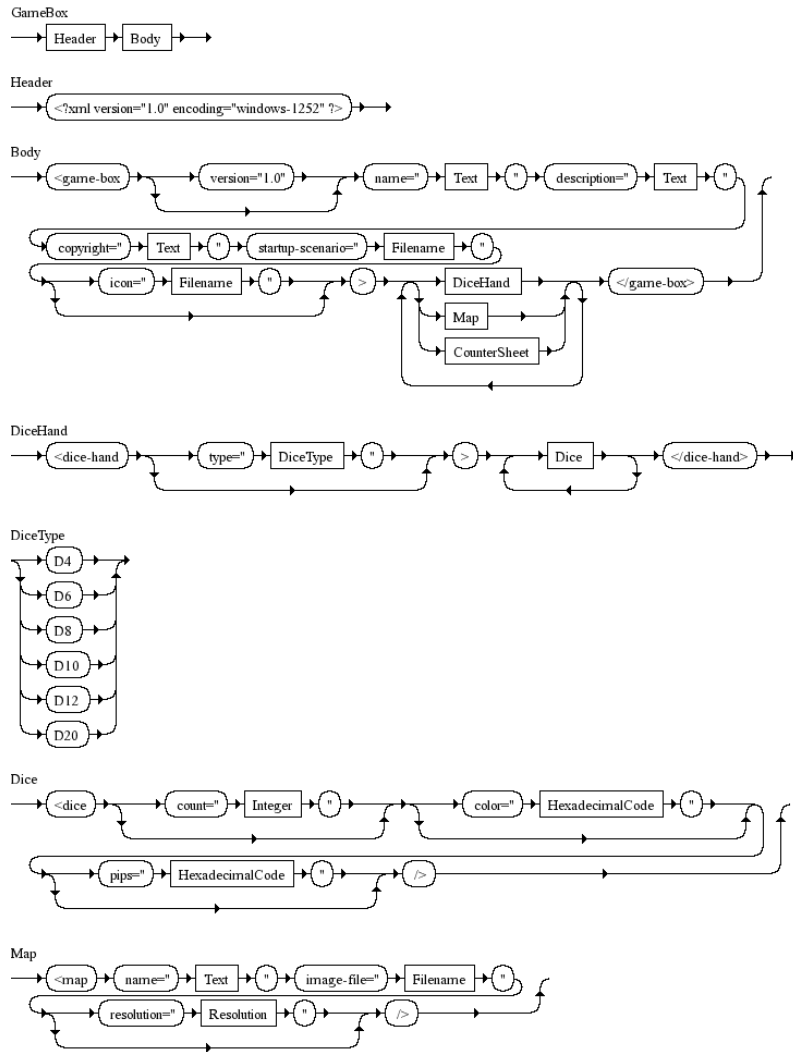 GameBox
Header Body
Header
<?xml version="1.0" encoding="windows-1252" ?>
Body
<game-box version="1.0" name=" Text " description=" Text "
copyright=" Text " startup-scenario=" Filename "
icon=" Filename " > DiceHand </game-box>
Map
CounterSheet
DiceHand
<dice-hand type=" DiceType " > Dice </dice-hand>
DiceType
D4
D6
D8
D10
D12
D20
Dice
<dice count=" Integer " color=" HexadecimalCode "
pips=" HexadecimalCode " />
Map
<map name=" Text " image-file=" Filename "
resolution=" Resolution " />